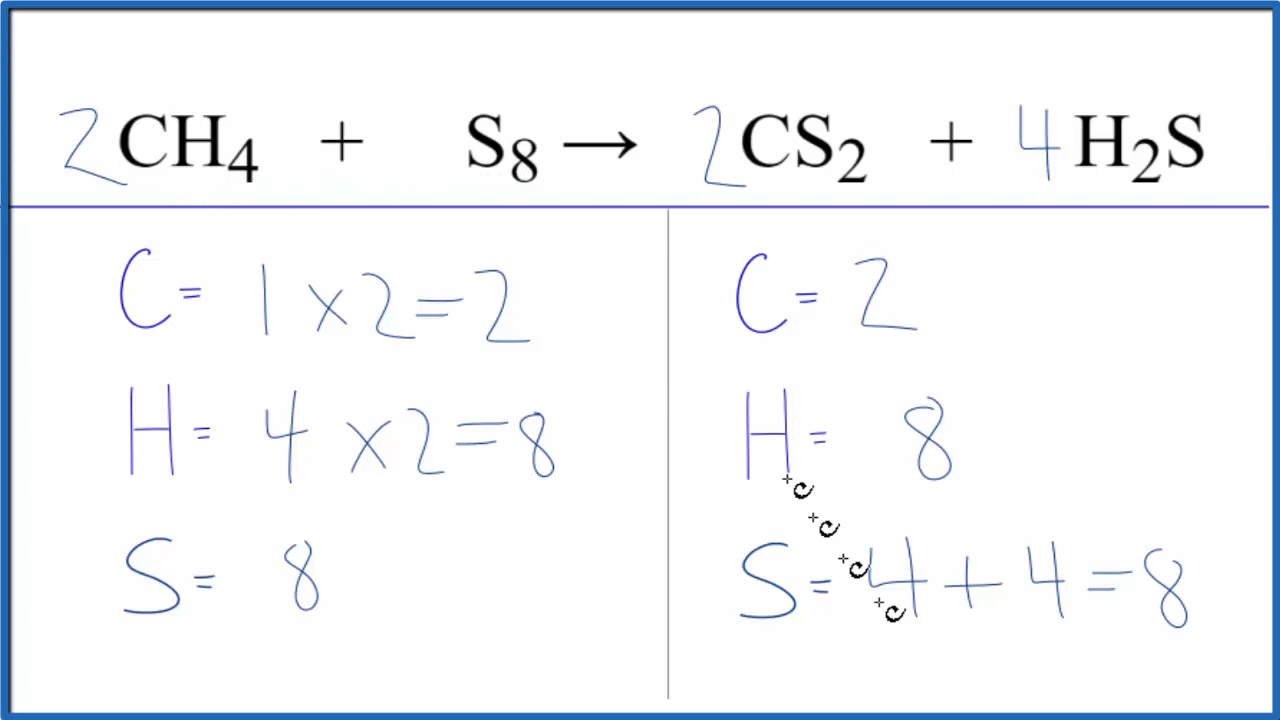 2CH₄ + S₈ → 2CS₂ + 4H₂S
C = 1 x 2 = 2
C = 2
H = 4 x 2 = 8
H = 8
S = 8
S = 4 + 4 = 8